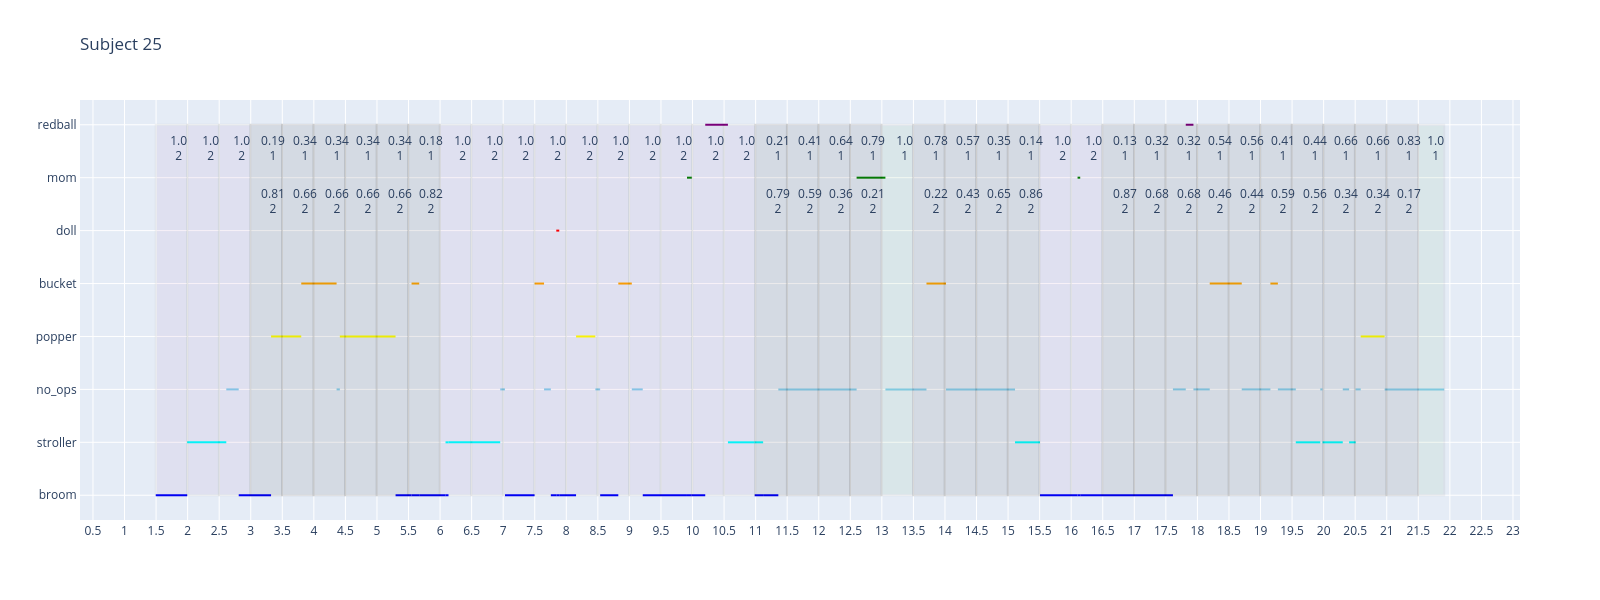 Subject 25
redball
1.0 1.0 1.0 0.19 0.34 0.34 0.34 0.34 0.18 1.0 1.0 1.0 1.0 1.0 1.0 1.0 1.0 1.0 1.0 0.21 0.41 0.64 0.79 1.0 0.78 0.57 0.35 0.14 1.0 1.0 0.13 0.32 0.32 0.54 0.56 0.41 0.44 0.66 0.66 0.83 1.0
2 2 2 1 1 1 1 1 1 2 2 2 2 2 2 2 2 2 2 1 1 1 1 1 1 1 1 1 2 2 1 1 1 1 1 1 1 1 1 1 1
mom
0.81 0.66 0.66 0.66 0.66 0.82 0.79 0.59 0.36 0.21 0.22 0.43 0.65 0.86 0.87 0.68 0.68 0.46 0.44 0.59 0.56 0.34 0.34 0.17
2 2 2 2 2 2 2 2 2 2 2 2 2 2 2 2 2 2 2 2 2 2 2 2
doll
bucket
popper
no_ops
stroller
broom
0.5 1 1.5 2 2.5 3 3.5 4 4.5 5 5.5 6 6.5 7 7.5 8 8.5 9 9.5 10 10.5 11 11.5 12 12.5 13 13.5 14 14.5 15 15.5 16 16.5 17 17.5 18 18.5 19 19.5 20 20.5 21 21.5 22 22.5 23